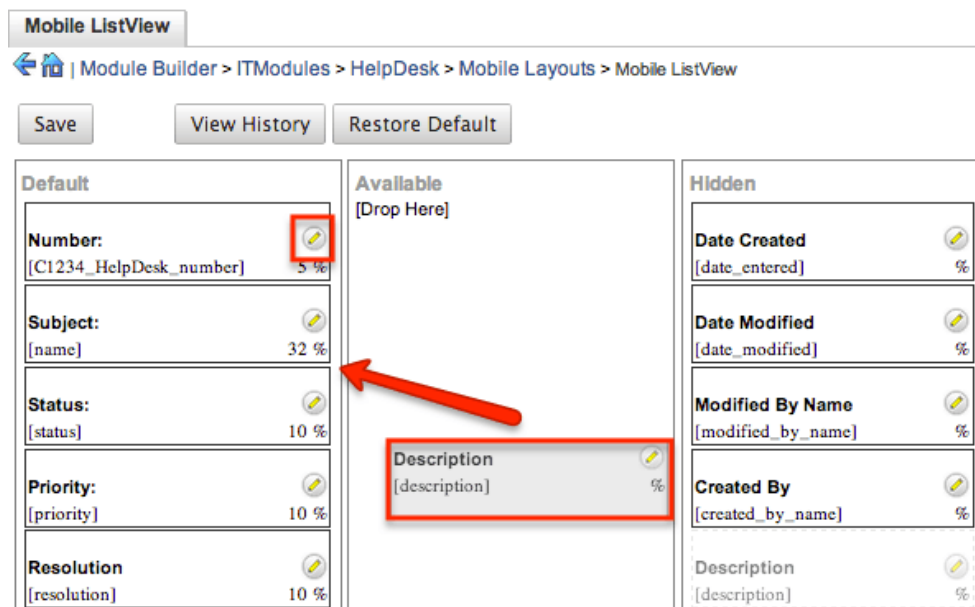 Mobile ListView
| Module Builder > ITModules > HelpDesk > Mobile Layouts > Mobile ListView
Save View History Restore Default
Default
Number:
[C1234_HelpDesk_number] 5 %
Subject:
[name] 32 %
Status:
[status] 10 %
Priority:
[priority] 10 %
Resolution
[resolution] 10 %
Available
[Drop Here]
Description
[description] %
Hidden
Date Created
[date_entered] %
Date Modified
[date_modified] %
Modified By Name
[modified_by_name] %
Created By
[created_by_name] %
Description
[description] %